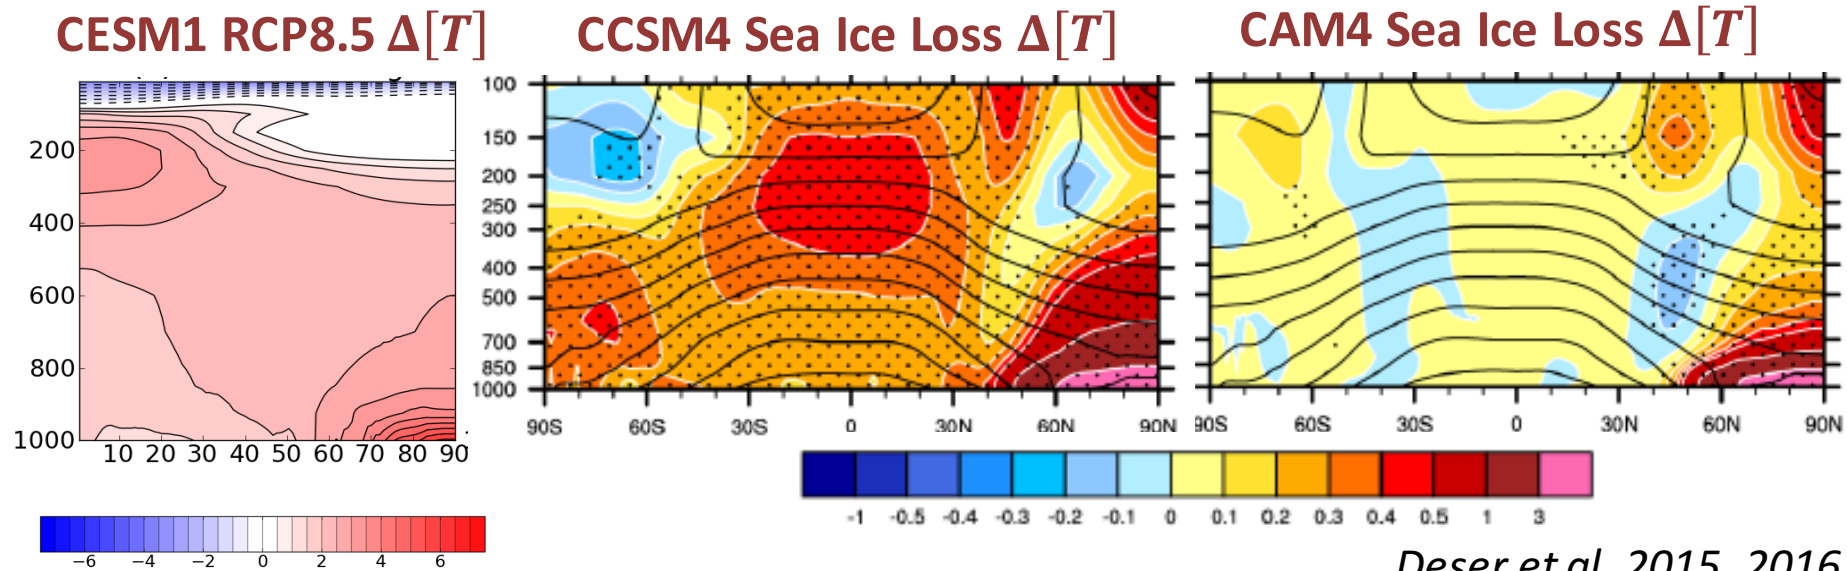 CESM1 RCP8.5 Δ[T]
CCSM4 Sea Ice Loss Δ[T]
CAM4 Sea Ice Loss Δ[T]
200
400
600
800
1000
10 20 30 40 50 60 70 80 90
−6 −4 −2 0 2 4 6
100
150
200
250
300
400
500
700
850
1000
90S 60S 30S 0 30N 60N 90N
90S 60S 30S 0 30N 60N 90N
-1 -0.5 -0.4 -0.3 -0.2 -0.1 0 0.1 0.2 0.3 0.4 0.5 1 3
Deser et al. 2015, 2016